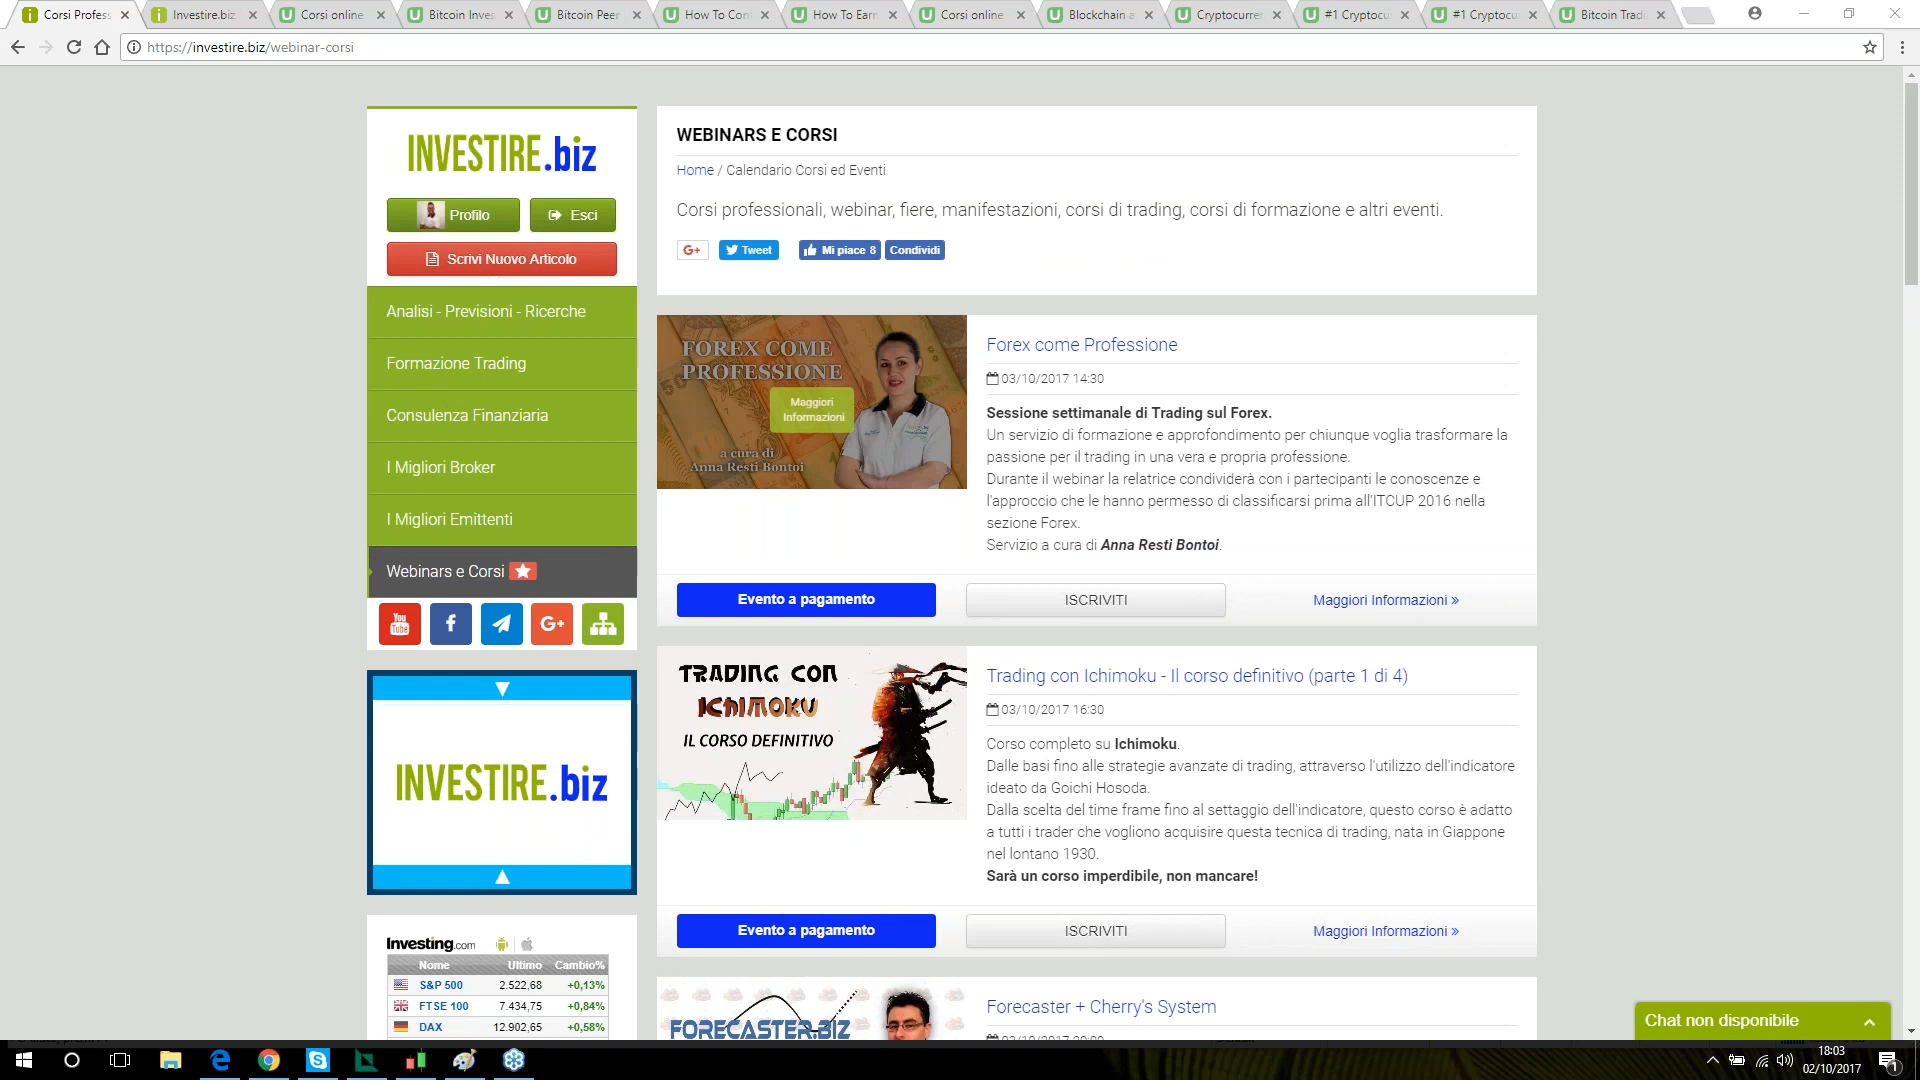 Corsi Profess
Investire.biz
Corsi online
Bitcoin Inves
Bitcoin Peer
How To Con
How To Earn
Corsi online
Blockchain a
Cryptocurre
#1 Cryptocu
#1 Cryptocu
Bitcoin Tradi
https://investire.biz/webinar-corsi
INVESTIRE.biz
Profilo
Esci
Scrivi Nuovo Articolo
Analisi - Previsioni - Ricerche
Formazione Trading
Consulenza Finanziaria
I Migliori Broker
I Migliori Emittenti
Webinars e Corsi
You Tube
G+
INVESTIRE.biz
Investing.com
Nome Ultimo Cambio%
S&P 500 2.522,68 +0,13%
FTSE 100 7.434,75 +0,84%
DAX 12.902,65 +0,58%
WEBINARS E CORSI
Home / Calendario Corsi ed Eventi
Corsi professionali, webinar, fiere, manifestazioni, corsi di trading, corsi di formazione e altri eventi.
G+ Tweet Mi piace 8 Condividi
FOREX COME
PROFESSIONE
Maggiori
Informazioni
a cura di
Anna Resti Bontoi
Forex come Professione
03/10/2017 14:30
Sessione settimanale di Trading sul Forex.
Un servizio di formazione e approfondimento per chiunque voglia trasformare la
passione per il trading in una vera e propria professione.
Durante il webinar la relatrice condividerà con i partecipanti le conoscenze e
l'approccio che le hanno permesso di classificarsi prima all'ITCUP 2016 nella
sezione Forex.
Servizio a cura di Anna Resti Bontoi.
Evento a pagamento ISCRIVITI Maggiori Informazioni »
TRADING CON
ICHIMOKU
IL CORSO DEFINITIVO
Trading con Ichimoku - Il corso definitivo (parte 1 di 4)
03/10/2017 16:30
Corso completo su Ichimoku.
Dalle basi fino alle strategie avanzate di trading, attraverso l'utilizzo dell'indicatore
ideato da Goichi Hosoda.
Dalla scelta del time frame fino al settaggio dell'indicatore, questo corso è adatto
a tutti i trader che vogliono acquisire questa tecnica di trading, nata in Giappone
nel lontano 1930.
Sarà un corso imperdibile, non mancare!
Evento a pagamento ISCRIVITI Maggiori Informazioni »
FORECASTER.BIZ
Forecaster + Cherry's System
Chat non disponibile
18:03
02/10/2017
1